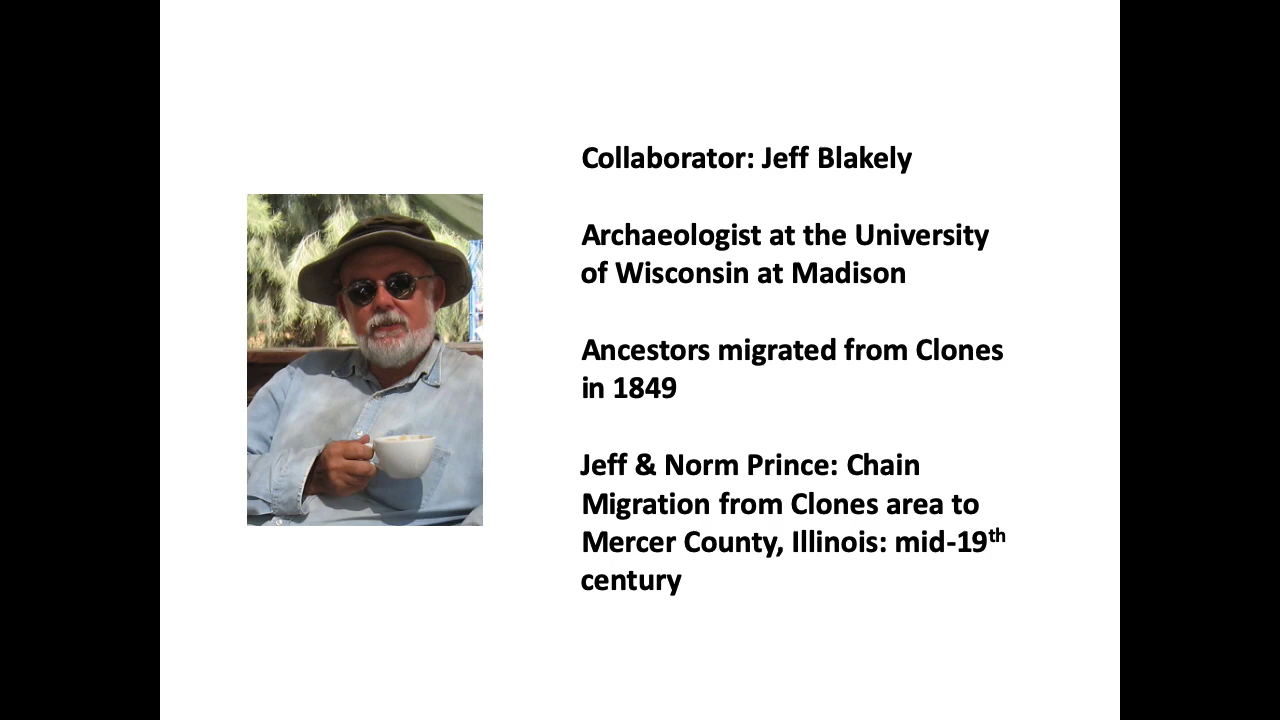 Collaborator: Jeff Blakely
Archaeologist at the University
of Wisconsin at Madison
Ancestors migrated from Clones
in 1849
Jeff & Norm Prince: Chain
Migration from Clones area to
Mercer County, Illinois: mid-19th
century